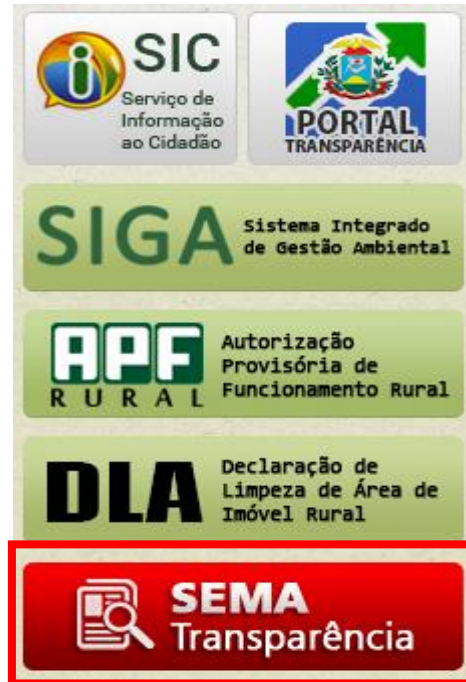 SIC
Serviço de
Informação
ao Cidadão
PORTAL
TRANSPARÊNCIA
SIGA
Sistema Integrado
de Gestão Ambiental
APF
RURAL
Autorização
Provisória de
Funcionamento Rural
DLA
Declaração de
Limpeza de Área de
Imóvel Rural
SEMA
Transparência